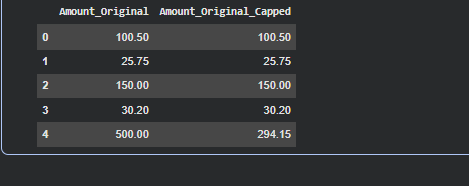 Amount_Original Amount_Original_Capped
0 100.50 100.50
1 25.75 25.75
2 150.00 150.00
3 30.20 30.20
4 500.00 294.15